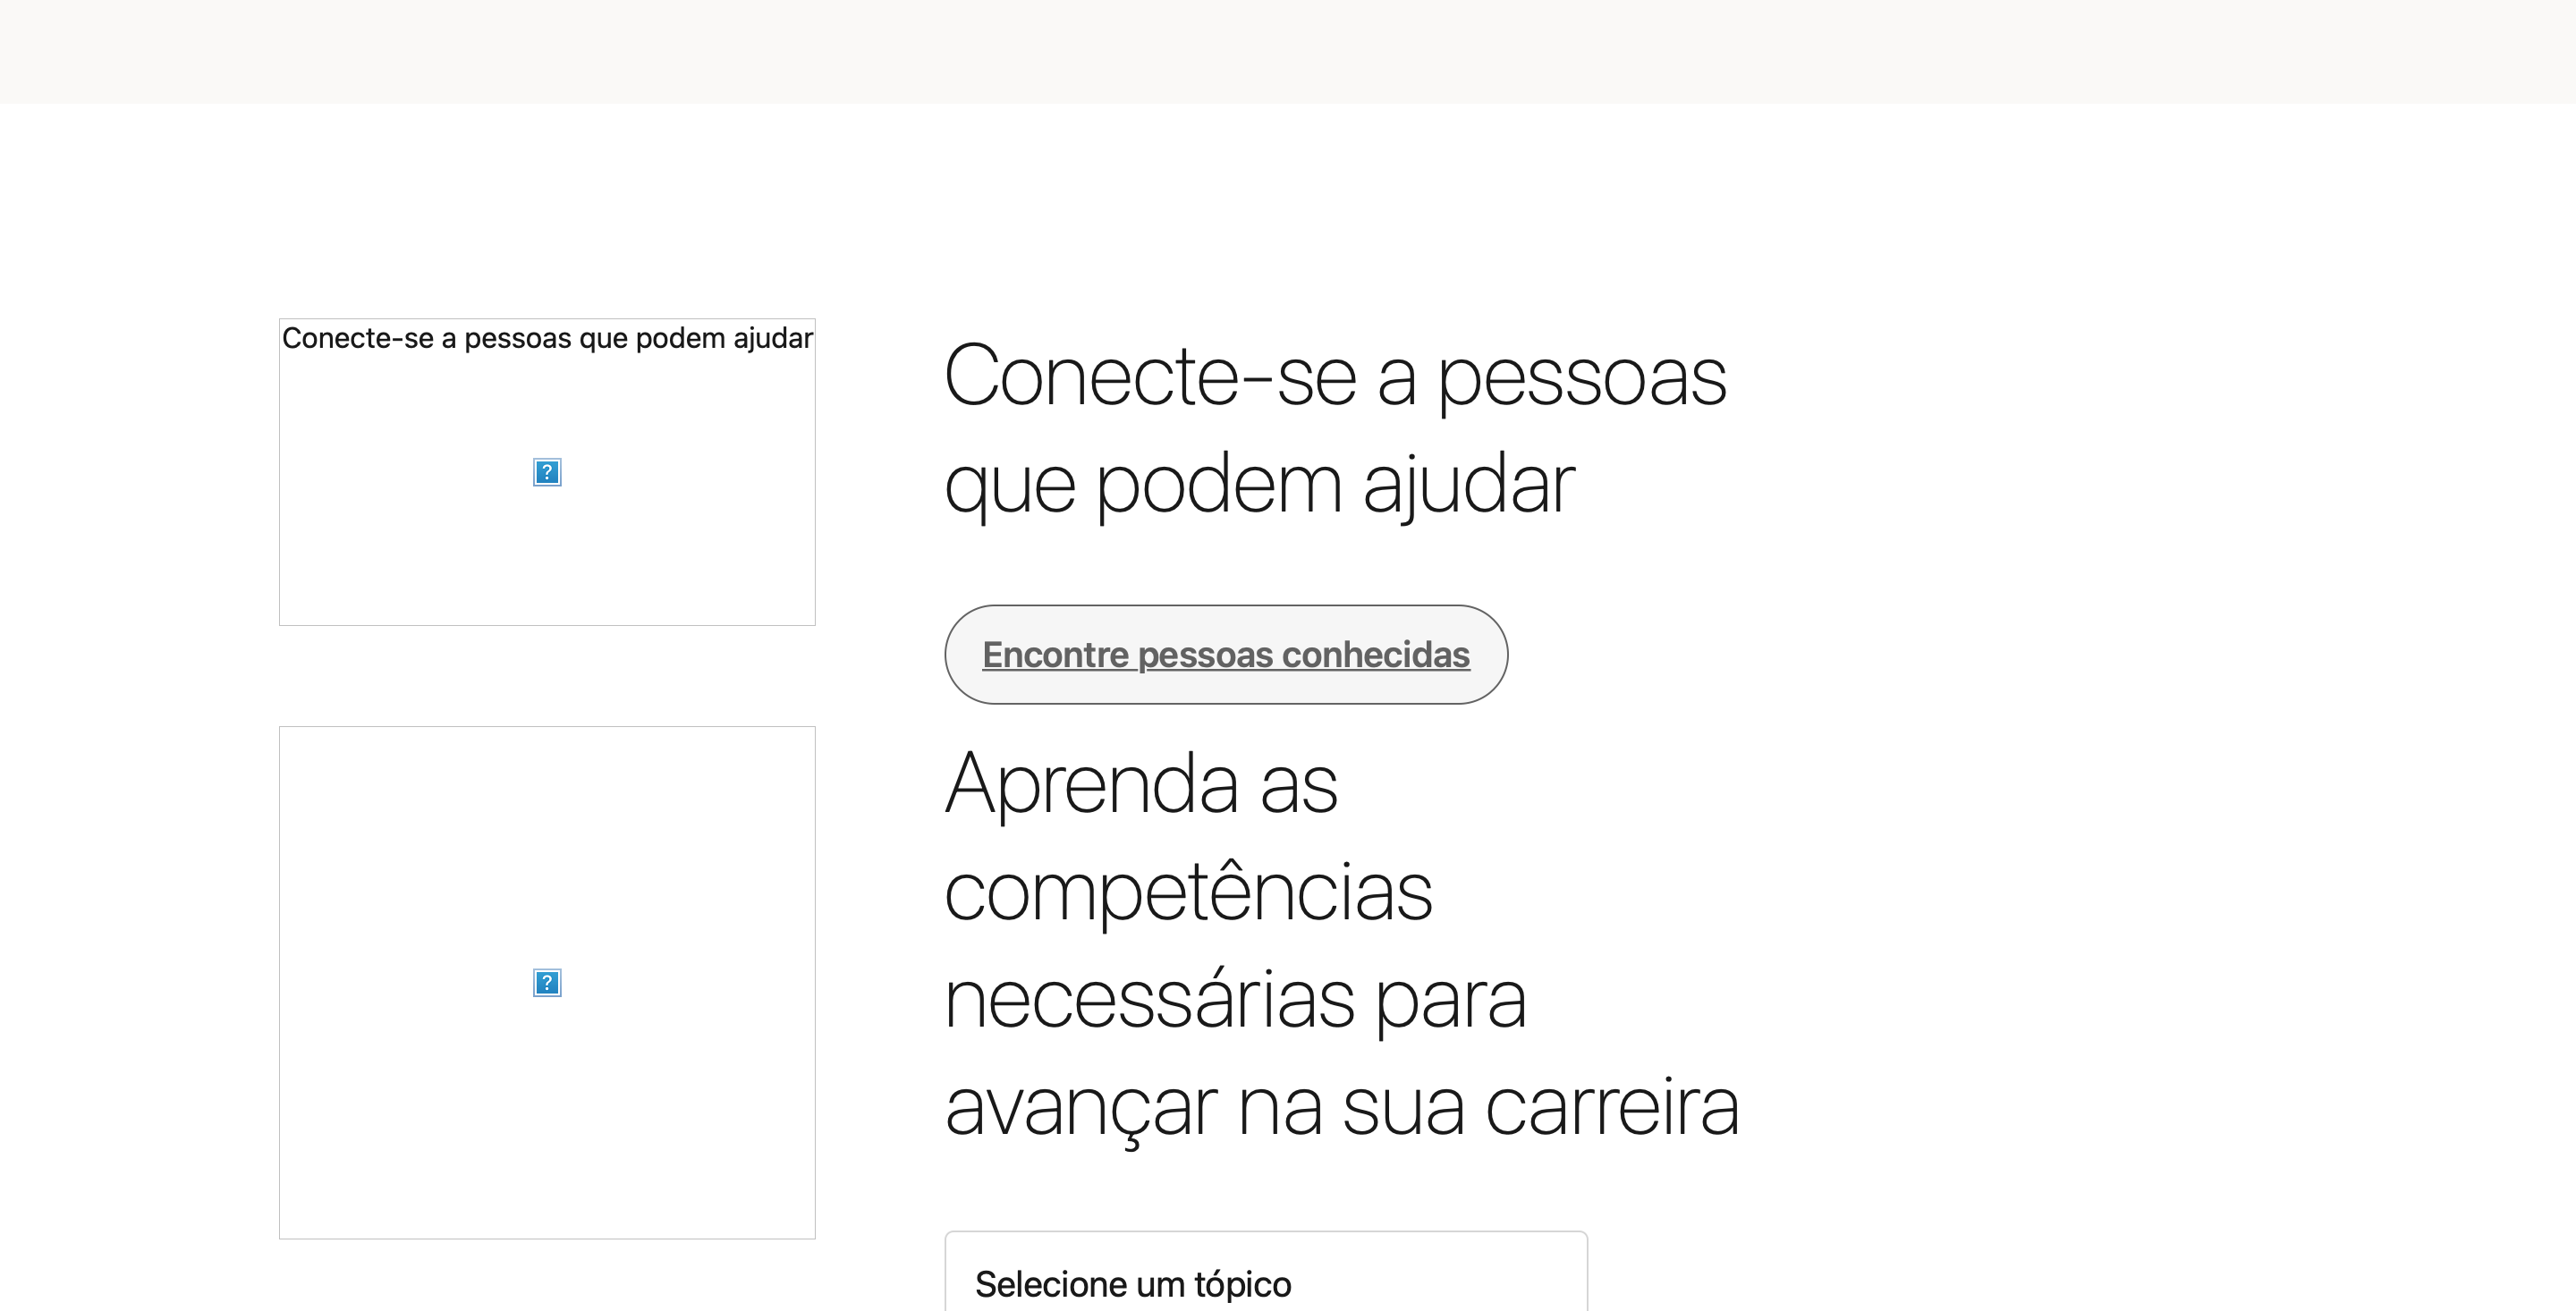 Conecte-se a pessoas que podem ajudar
Conecte-se a pessoas
que podem ajudar
Encontre pessoas conhecidas
Aprenda as
competências
necessárias para
avançar na sua carreira
Selecione um tópico